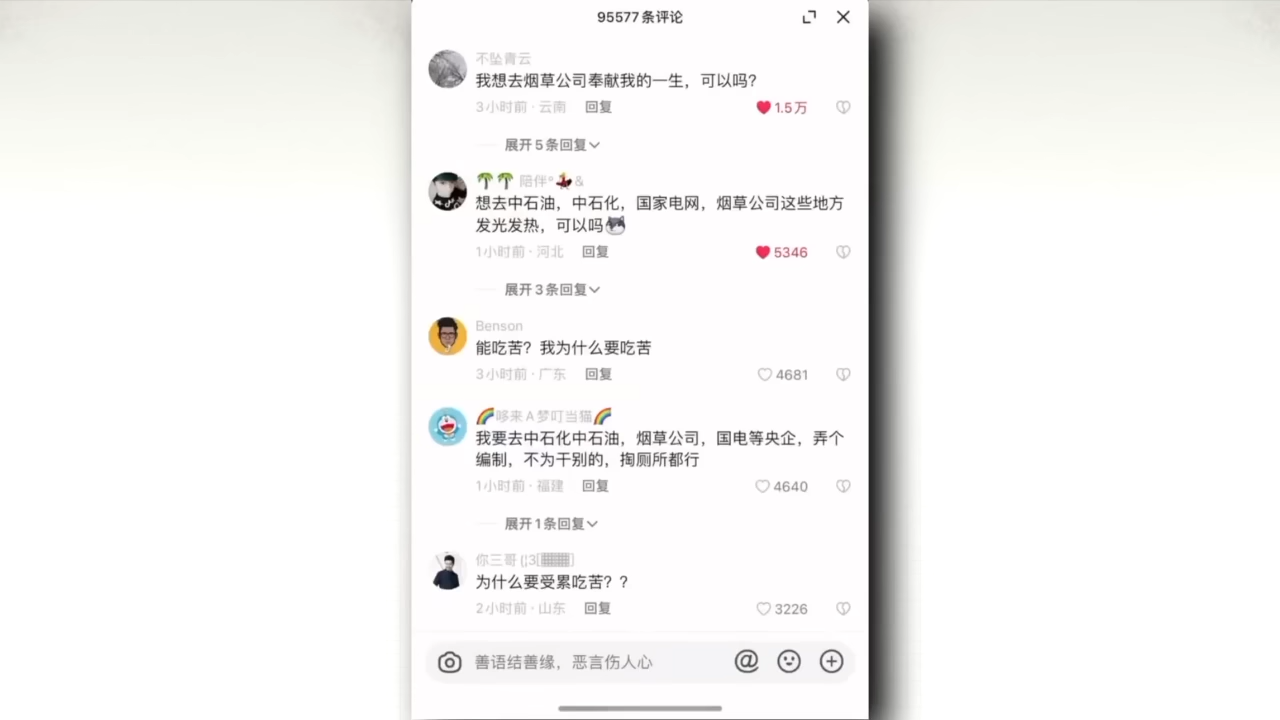 95577条评论
不坠青云
我想去烟草公司奉献我的一生，可以吗?
3小时前·云南 回复 1.5万
展开5条回复
🌴🌴 陪伴°💃&
想去中石油，中石化，国家电网，烟草公司这些地方
发光发热，可以吗
1小时前·河北 回复 5346
展开3条回复
Benson
能吃苦？我为什么要吃苦
3小时前·广东 回复 4681
🌈哆来A梦叮当猫🌈
我要去中石化中石油，烟草公司，国电等央企，弄个
编制，不为干别的，掏厕所都行
1小时前·福建 回复 4640
展开1条回复
你三哥 (¦3[▓▓]
为什么要受累吃苦？？
2小时前·山东 回复 3226
善语结善缘，恶言伤人心